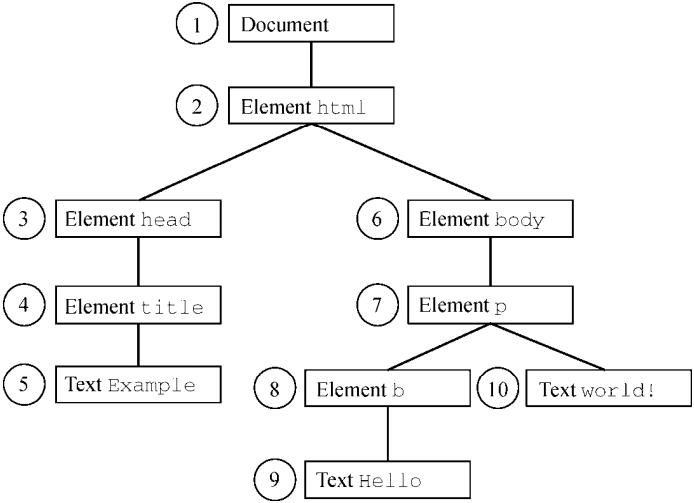 1 Document
2 Element html
3 Element head
6 Element body
4 Element title
7 Element p
5 Text Example
8 Element b
10 Text world!
9 Text Hello